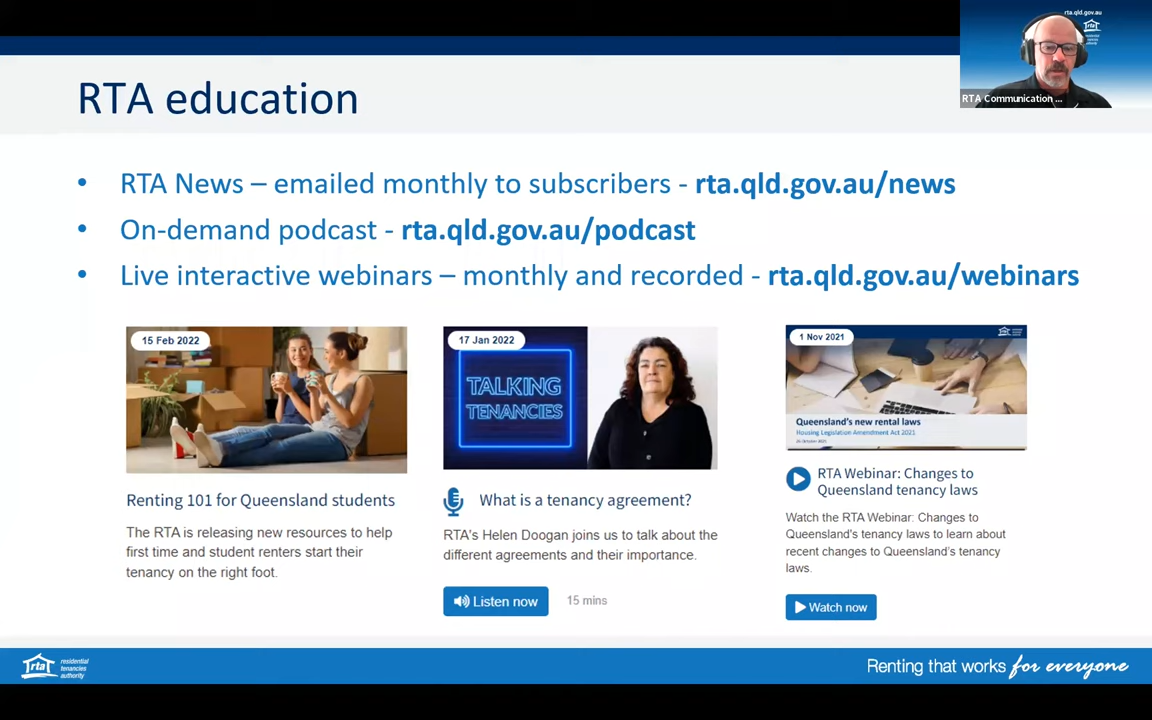 rta.qld.gov.au
RTA Communication ...
RTA education
• RTA News – emailed monthly to subscribers - rta.qld.gov.au/news
• On-demand podcast - rta.qld.gov.au/podcast
• Live interactive webinars – monthly and recorded - rta.qld.gov.au/webinars
15 Feb 2022
Renting 101 for Queensland students
The RTA is releasing new resources to help
first time and student renters start their
tenancy on the right foot.
17 Jan 2022
TALKING
TENANCIES
What is a tenancy agreement?
RTA's Helen Doogan joins us to talk about the
different agreements and their importance.
Listen now
15 mins
1 Nov 2021
Queensland's new rental laws
Housing Legislation Amendment Act 2021
RTA Webinar: Changes to
Queensland tenancy laws
Watch the RTA Webinar: Changes to
Queensland's tenancy laws to learn about
recent changes to Queensland's tenancy
laws.
Watch now
rta
residential
tenancies
authority
Renting that works for everyone